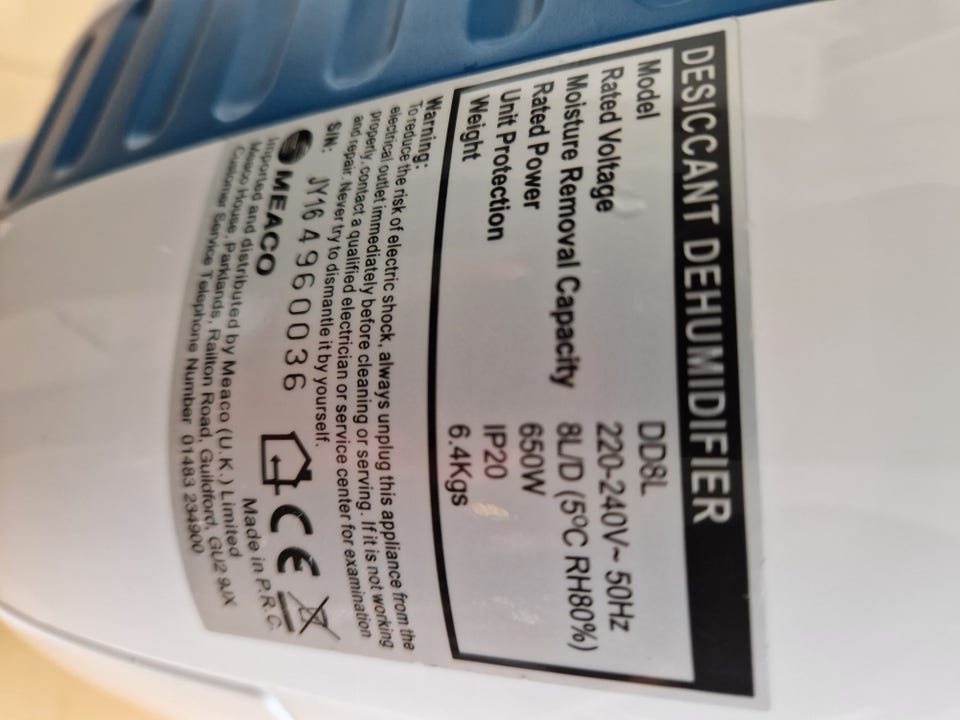 DESICCANT DEHUMIDIFIER
Model DD8L
Rated Voltage 220-240V~ 50Hz
Moisture Removal Capacity 8L/D (5ºC RH80%)
Rated Power 650W
Unit Protection IP20
Weight 6.4Kgs
Warning:
To reduce the risk of electric shock, always unplug this appliance from the
electrical outlet immediately before cleaning or serving. If it is not working
properly, contact a qualified electrician or service center for examination
and repair. Never try to dismantle it by yourself.
S/N: JY16 4960036
MEACO CE
Made in P.R.C.
Imported and distributed by Meaco (U.K.) Limited
Meaco House, Parklands, Railton Road, Guildford, GU2 9JX
Customer Service Telephone Number 01483 234900